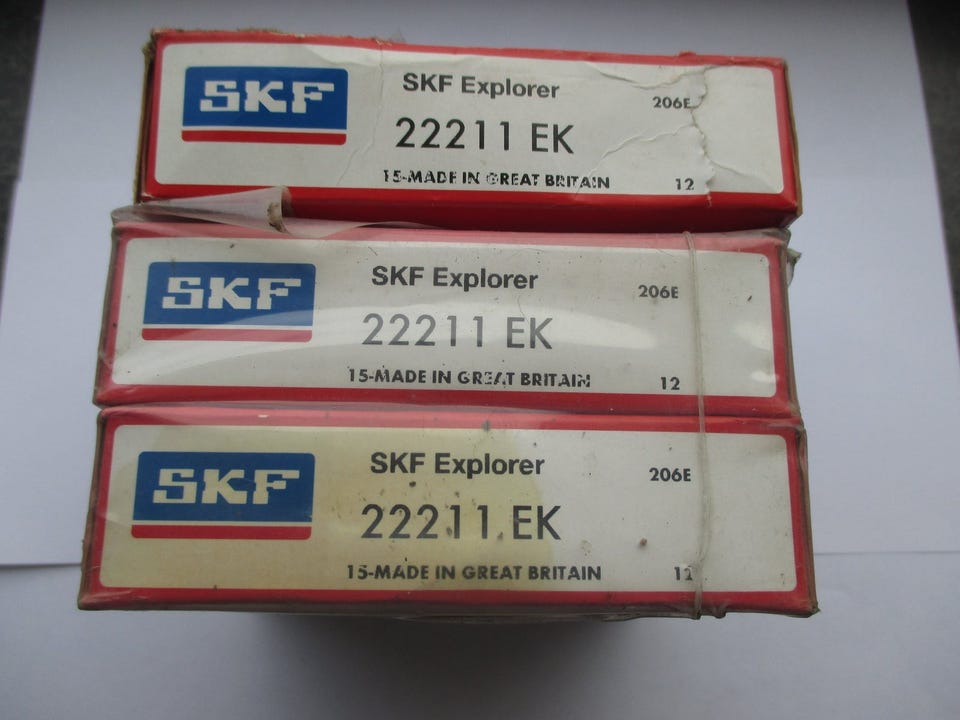 SKF
SKF Explorer
206E
22211 EK
15-MADE IN GREAT BRITAIN 12
SKF
SKF Explorer
206E
22211 EK
15-MADE IN GREAT BRITAIN 12
SKF
SKF Explorer
206E
22211 EK
15-MADE IN GREAT BRITAIN 12